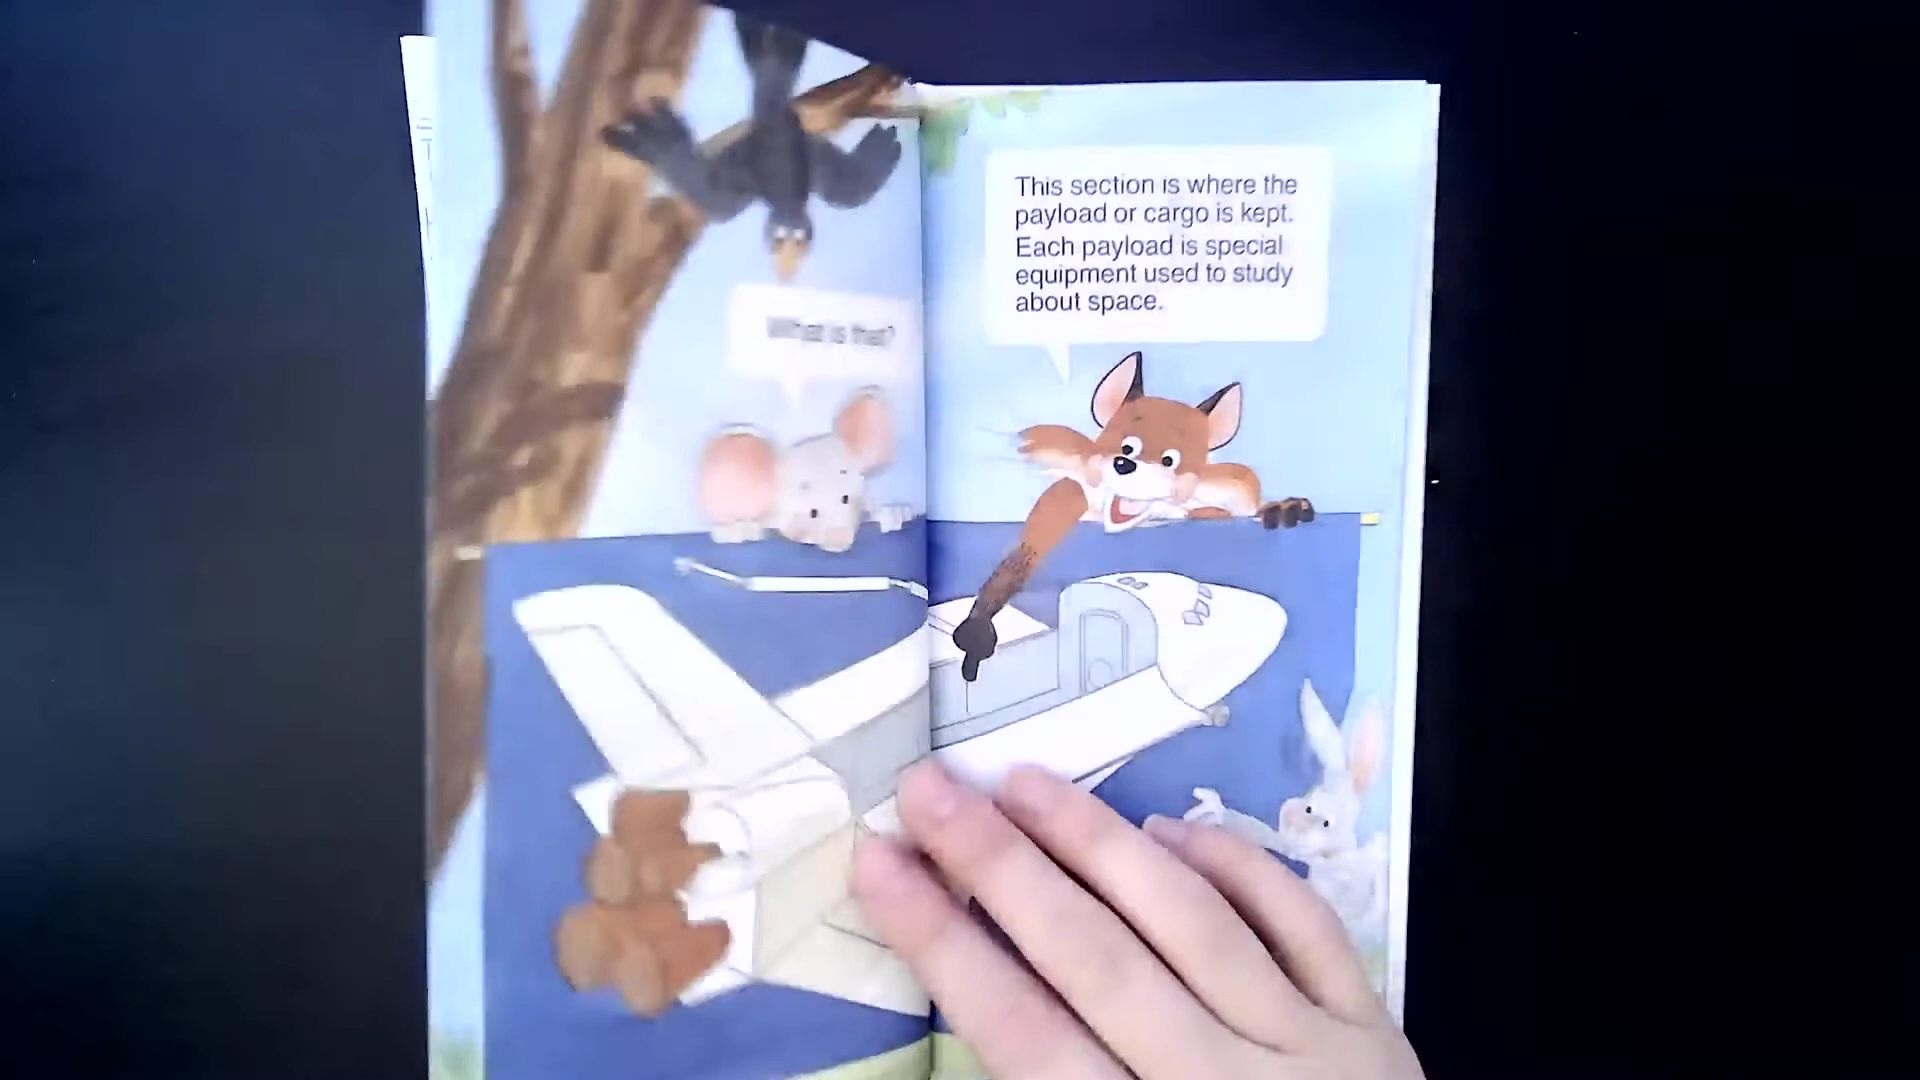 What is that?
This section is where the
payload or cargo is kept.
Each payload is special
equipment used to study
about space.